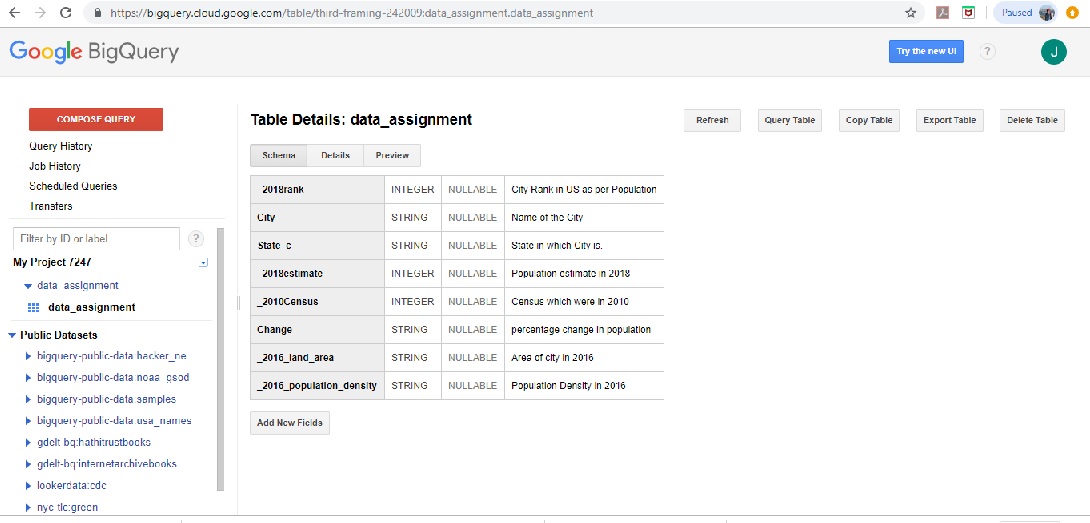 https://bigquery.cloud.google.com/table/third-framing-242009:data_assignment.data_assignment
Paused
Google BigQuery
Try the new UI
?
J
COMPOSE QUERY
Query History
Job History
Scheduled Queries
Transfers
Filter by ID or label
?
My Project 7247
data_assignment
data_assignment
Public Datasets
bigquery-public-data:hacker_ne
bigquery-public-data:noaa_gsod
bigquery-public-data:samples
bigquery-public-data:usa_names
gdelt-bq:hathitrustbooks
gdelt-bq:internetarchivebooks
lookerdata:cdc
nyc-tlc:green
Table Details: data_assignment
Refresh
Query Table
Copy Table
Export Table
Delete Table
Schema Details Preview
_2018rank INTEGER NULLABLE City Rank in US as per Population
City STRING NULLABLE Name of the City
State_c STRING NULLABLE State in which City is.
_2018estimate INTEGER NULLABLE Population estimate in 2018
_2010Census INTEGER NULLABLE Census which were in 2010
Change STRING NULLABLE percentage change in population
_2016_land_area STRING NULLABLE Area of city in 2016
_2016_population_density STRING NULLABLE Population Density in 2016
Add New Fields